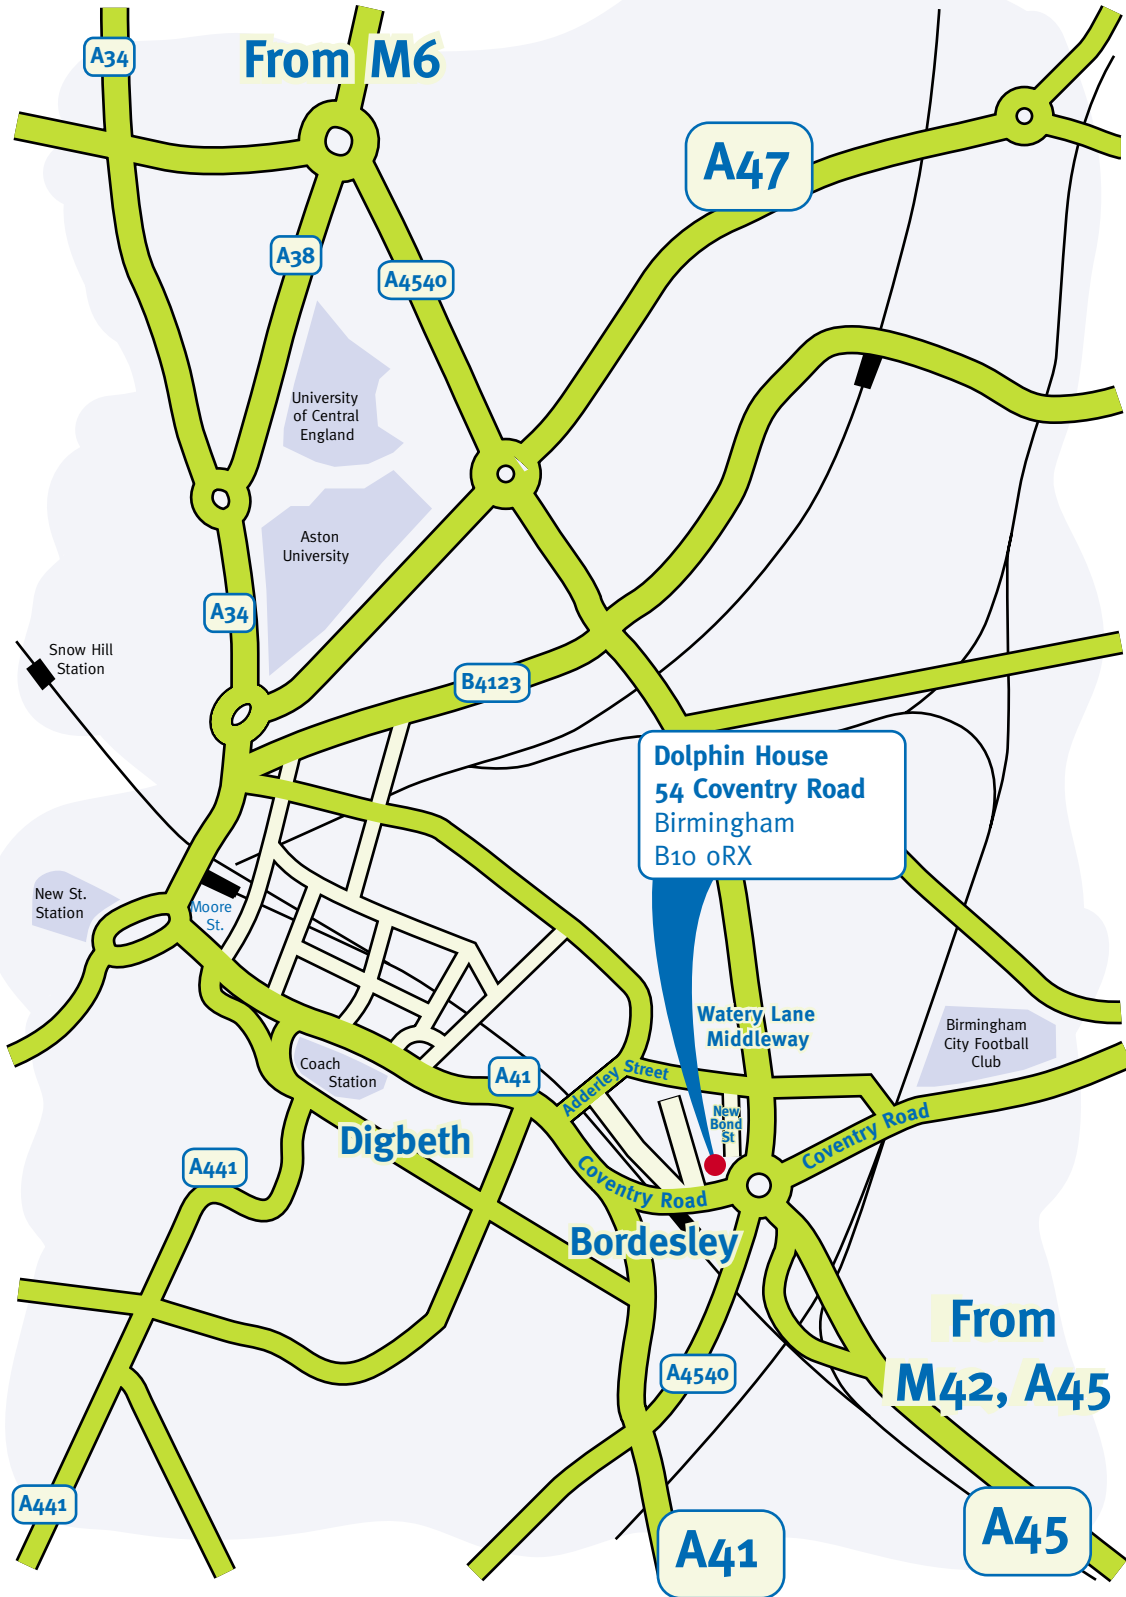 A34
From M6
A47
A38
A4540
University
of Central
England
Aston
University
A34
Snow Hill
Station
B4123
Dolphin House
54 Coventry Road
Birmingham
B10 0RX
New St.
Station
Moore
St.
Watery Lane
Middleway
Birmingham
City Football
Club
Coach
Station
A41
Adderley Street
New
Bond
St
Coventry Road
Digbeth
A441
Coventry Road
Bordesley
From
M42, A45
A4540
A441
A41
A45